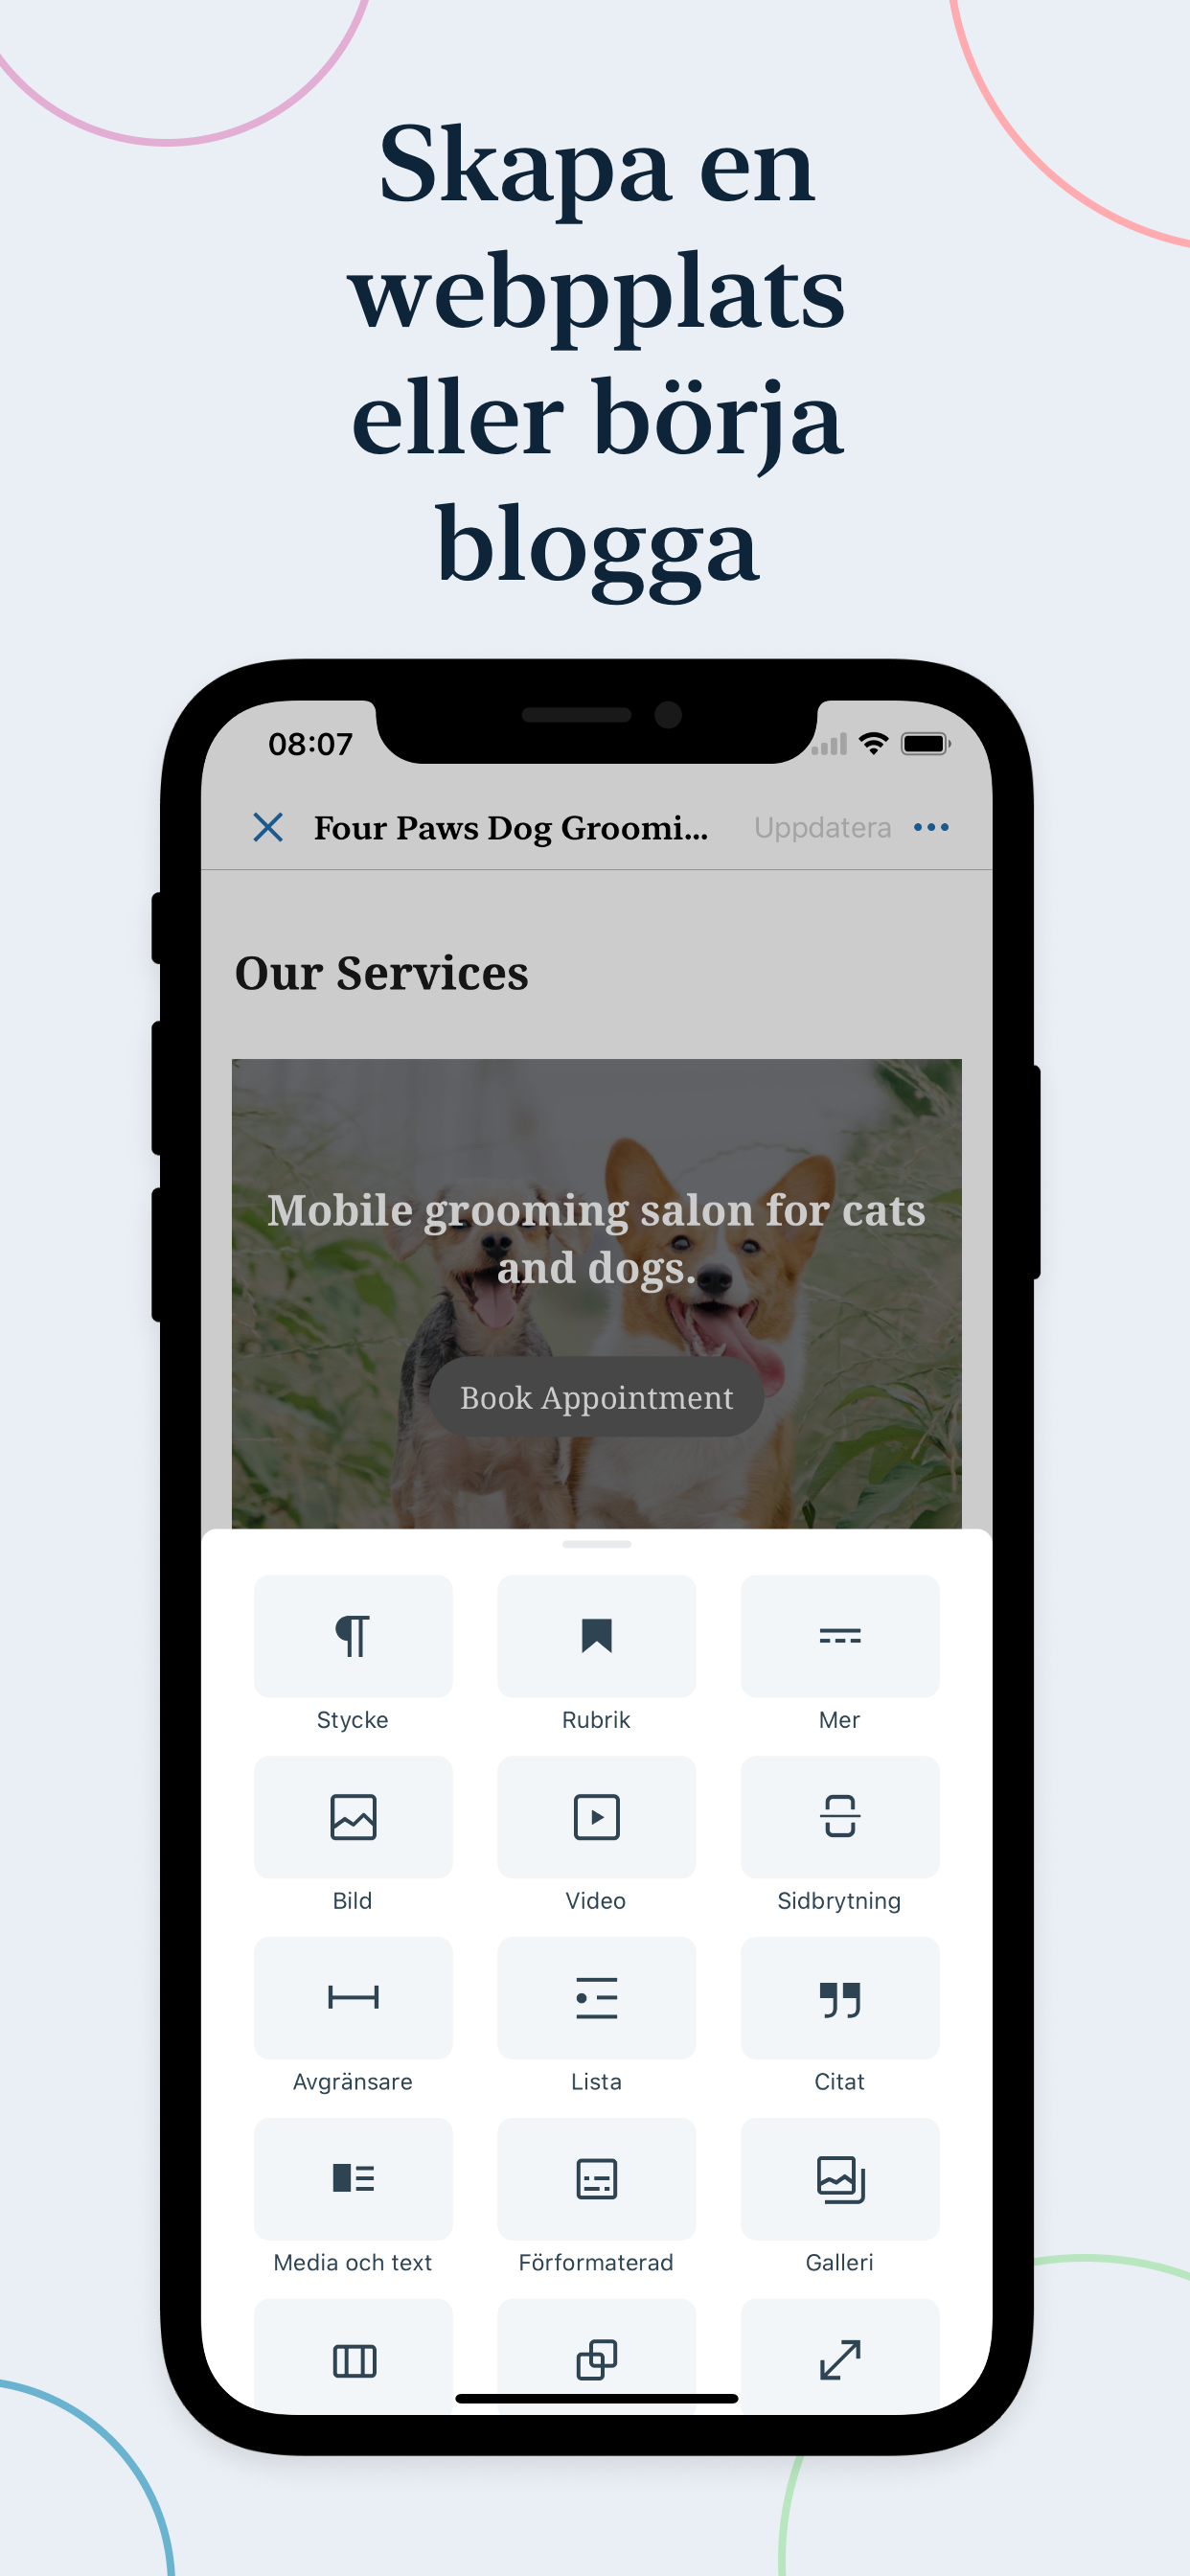 Skapa en
webpplats
eller börja
blogga
08:07
Four Paws Dog Groomi...
Uppdatera
Our Services
Mobile grooming salon for cats
and dogs.
Book Appointment
Stycke
Rubrik
Mer
Bild
Video
Sidbrytning
Avgränsare
Lista
Citat
Media och text
Förformaterad
Galleri